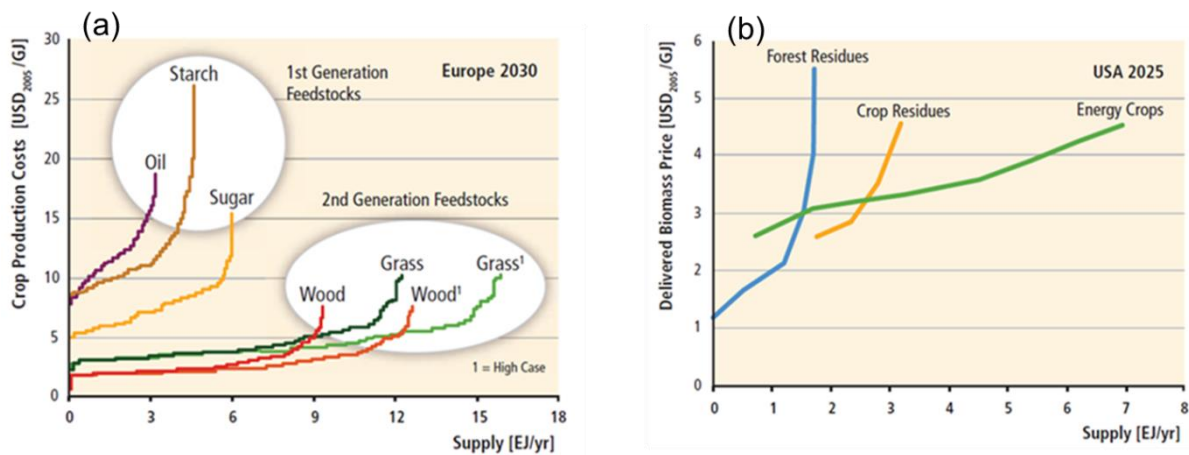 (a)
Crop Production Costs [USD2005/GJ]
30
25
20
15
10
5
0
Starch
1st Generation
Feedstocks
Europe 2030
Oil
Sugar
2nd Generation Feedstocks
Grass
Grass¹
Wood
Wood¹
1 = High Case
0 3 6 9 12 15 18
Supply [EJ/yr]
(b)
Delivered Biomass Price [USD2005/GJ]
6
5
4
3
2
1
0
Forest Residues
USA 2025
Crop Residues
Energy Crops
0 1 2 3 4 5 6 7 8
Supply [EJ/yr]